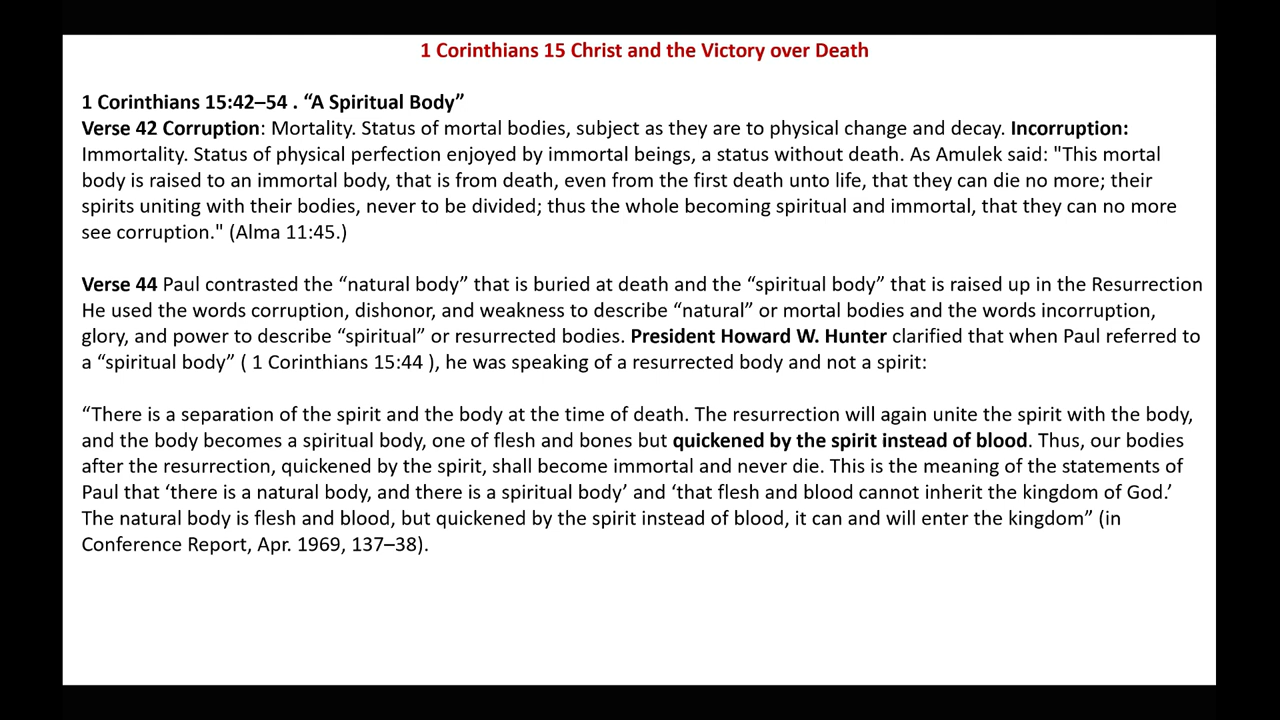 1 Corinthians 15 Christ and the Victory over Death
1 Corinthians 15:42–54 . “A Spiritual Body”
Verse 42 Corruption: Mortality. Status of mortal bodies, subject as they are to physical change and decay. Incorruption:
Immortality. Status of physical perfection enjoyed by immortal beings, a status without death. As Amulek said: "This mortal
body is raised to an immortal body, that is from death, even from the first death unto life, that they can die no more; their
spirits uniting with their bodies, never to be divided; thus the whole becoming spiritual and immortal, that they can no more
see corruption." (Alma 11:45.)
Verse 44 Paul contrasted the “natural body” that is buried at death and the “spiritual body” that is raised up in the Resurrection
He used the words corruption, dishonor, and weakness to describe “natural” or mortal bodies and the words incorruption,
glory, and power to describe “spiritual” or resurrected bodies. President Howard W. Hunter clarified that when Paul referred to
a “spiritual body” ( 1 Corinthians 15:44 ), he was speaking of a resurrected body and not a spirit:
“There is a separation of the spirit and the body at the time of death. The resurrection will again unite the spirit with the body,
and the body becomes a spiritual body, one of flesh and bones but quickened by the spirit instead of blood. Thus, our bodies
after the resurrection, quickened by the spirit, shall become immortal and never die. This is the meaning of the statements of
Paul that ‘there is a natural body, and there is a spiritual body’ and ‘that flesh and blood cannot inherit the kingdom of God.’
The natural body is flesh and blood, but quickened by the spirit instead of blood, it can and will enter the kingdom” (in
Conference Report, Apr. 1969, 137–38).